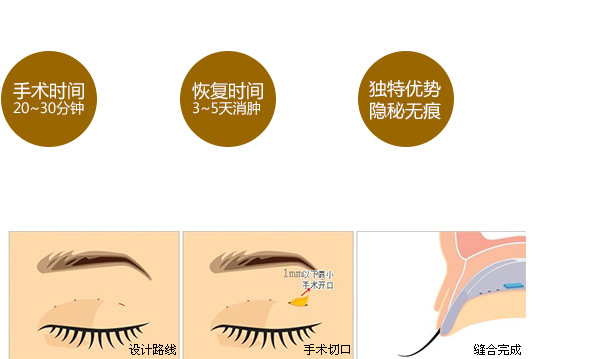 手术时间
20~30分钟
恢复时间
3~5天消肿
独特优势
隐秘无痕
1mm以下最小
手术开口
设计路线
手术切口
缝合完成